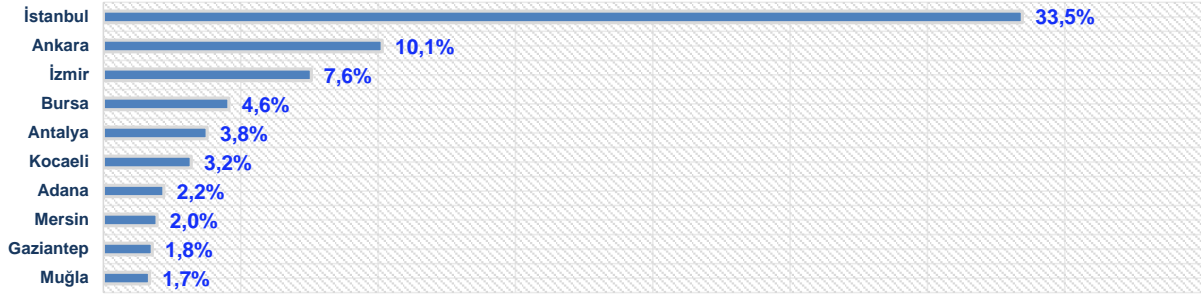 İstanbul 33,5%
Ankara 10,1%
İzmir 7,6%
Bursa 4,6%
Antalya 3,8%
Kocaeli 3,2%
Adana 2,2%
Mersin 2,0%
Gaziantep 1,8%
Muğla 1,7%